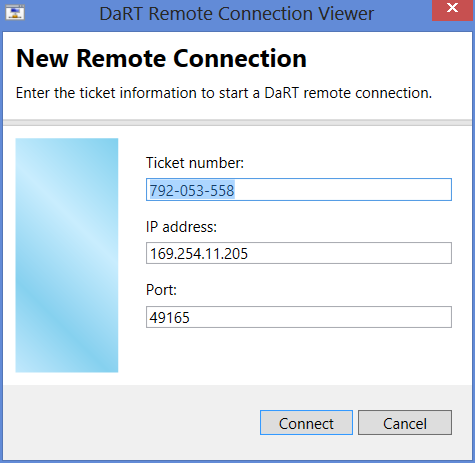 DaRT Remote Connection Viewer
New Remote Connection
Enter the ticket information to start a DaRT remote connection.
Ticket number:
792-053-558
IP address:
169.254.11.205
Port:
49165
Connect Cancel